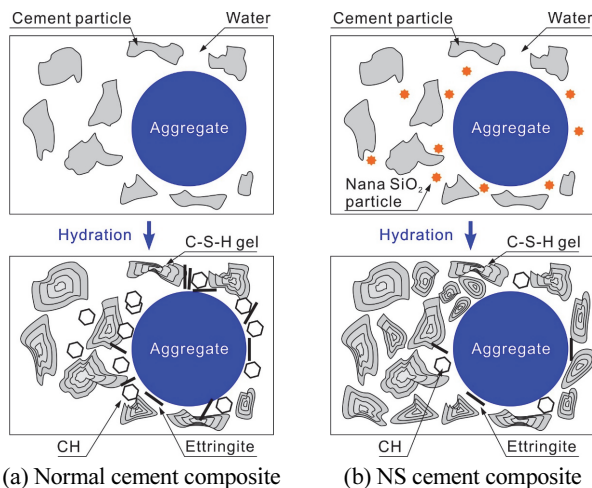 Cement particle
Water
Aggregate
Hydration
C-S-H gel
Aggregate
CH
Ettringite
(a) Normal cement composite
Cement particle
Water
Aggregate
Nana SiO₂
particle
Hydration
C-S-H gel
Aggregate
CH
Ettringite
(b) NS cement composite